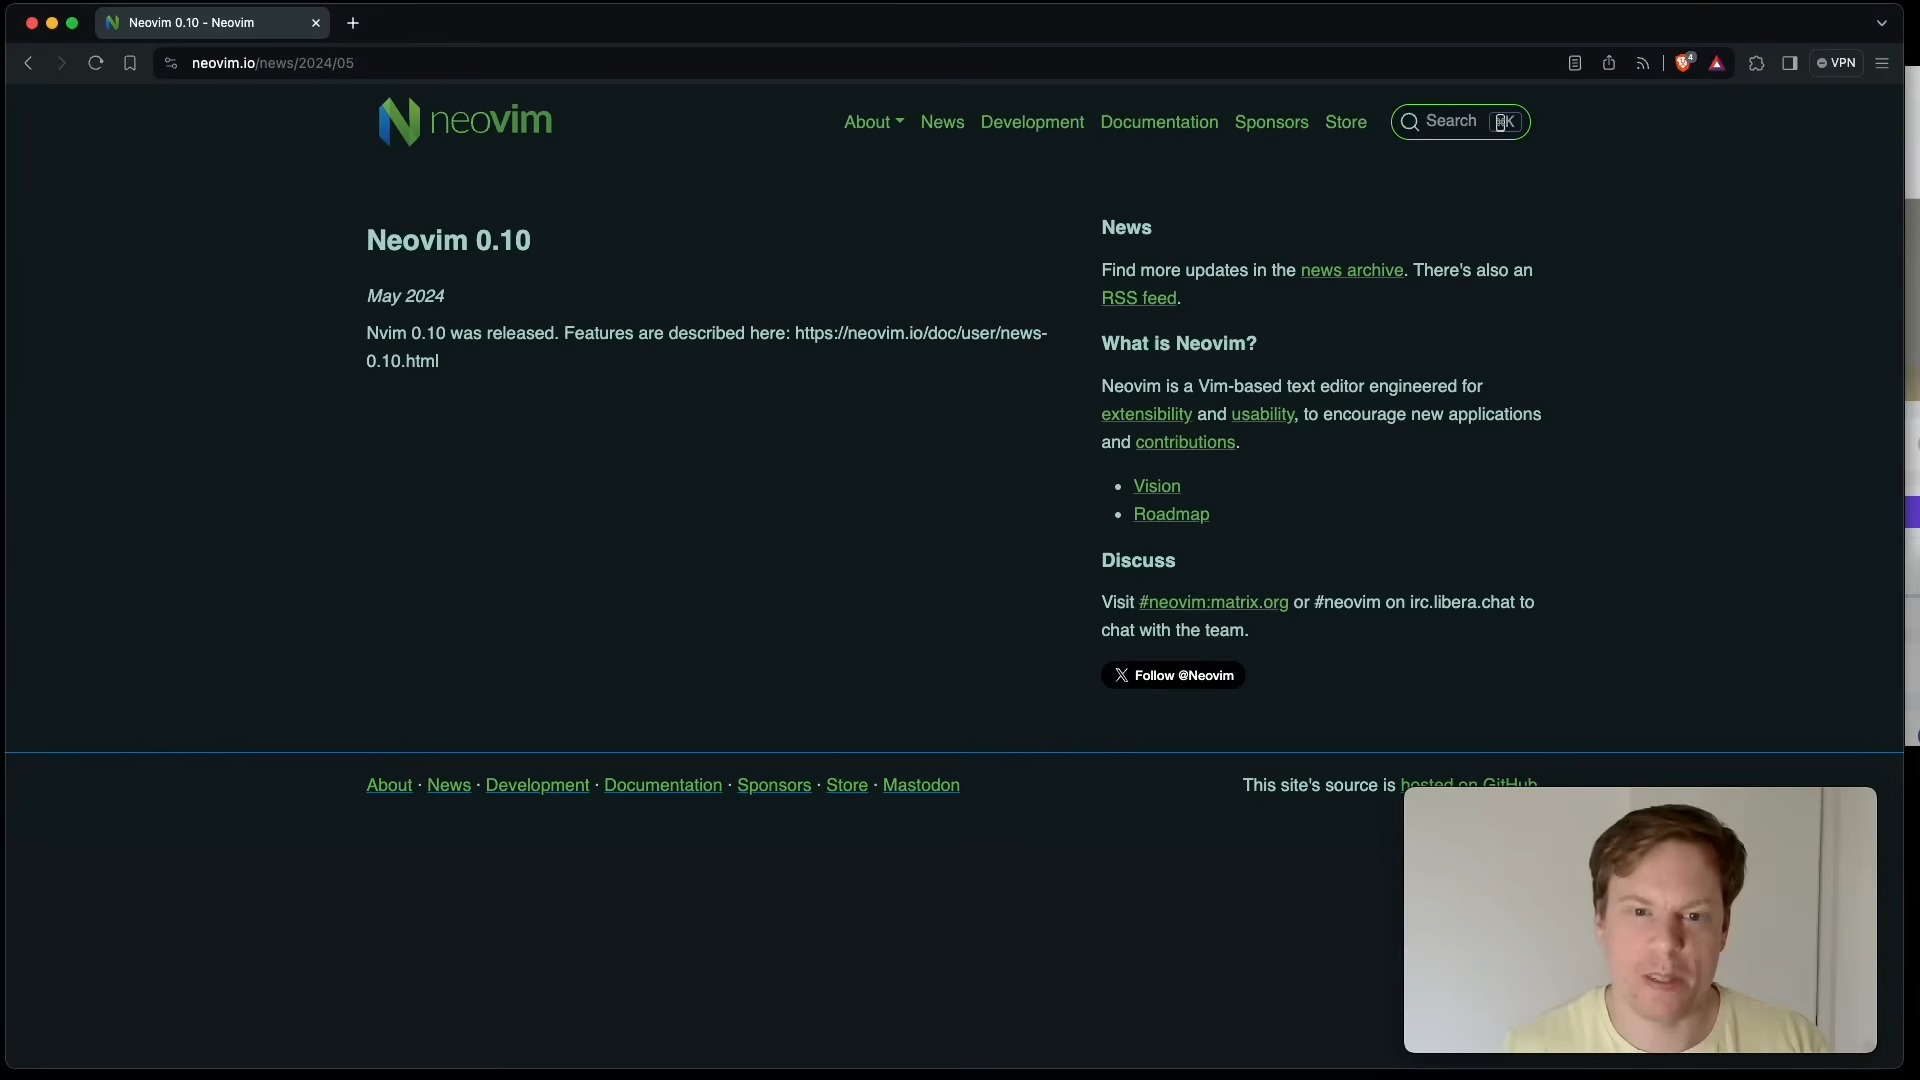 Neovim 0.10 - Neovim
neovim.io/news/2024/05
4
VPN
neovim
About News Development Documentation Sponsors Store Search ⌘K
Neovim 0.10
May 2024
Nvim 0.10 was released. Features are described here: https://neovim.io/doc/user/news-
0.10.html
News
Find more updates in the news archive. There's also an
RSS feed.
What is Neovim?
Neovim is a Vim-based text editor engineered for
extensibility and usability, to encourage new applications
and contributions.
Vision
Roadmap
Discuss
Visit #neovim:matrix.org or #neovim on irc.libera.chat to
chat with the team.
Follow @Neovim
About · News · Development · Documentation · Sponsors · Store · Mastodon
This site's source is hosted on GitHub